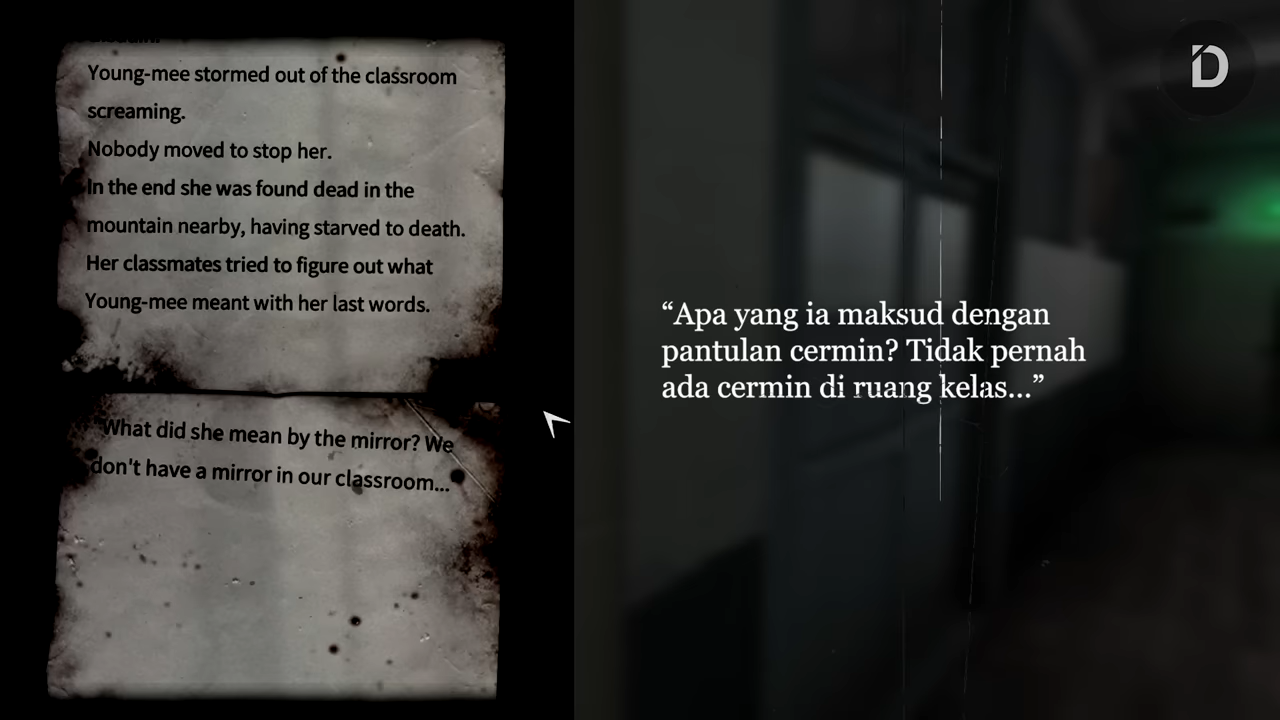 Young-mee stormed out of the classroom
screaming.
Nobody moved to stop her.
In the end she was found dead in the
mountain nearby, having starved to death.
Her classmates tried to figure out what
Young-mee meant with her last words.
"What did she mean by the mirror? We
don't have a mirror in our classroom...
“Apa yang ia maksud dengan
pantulan cermin? Tidak pernah
ada cermin di ruang kelas...”
D